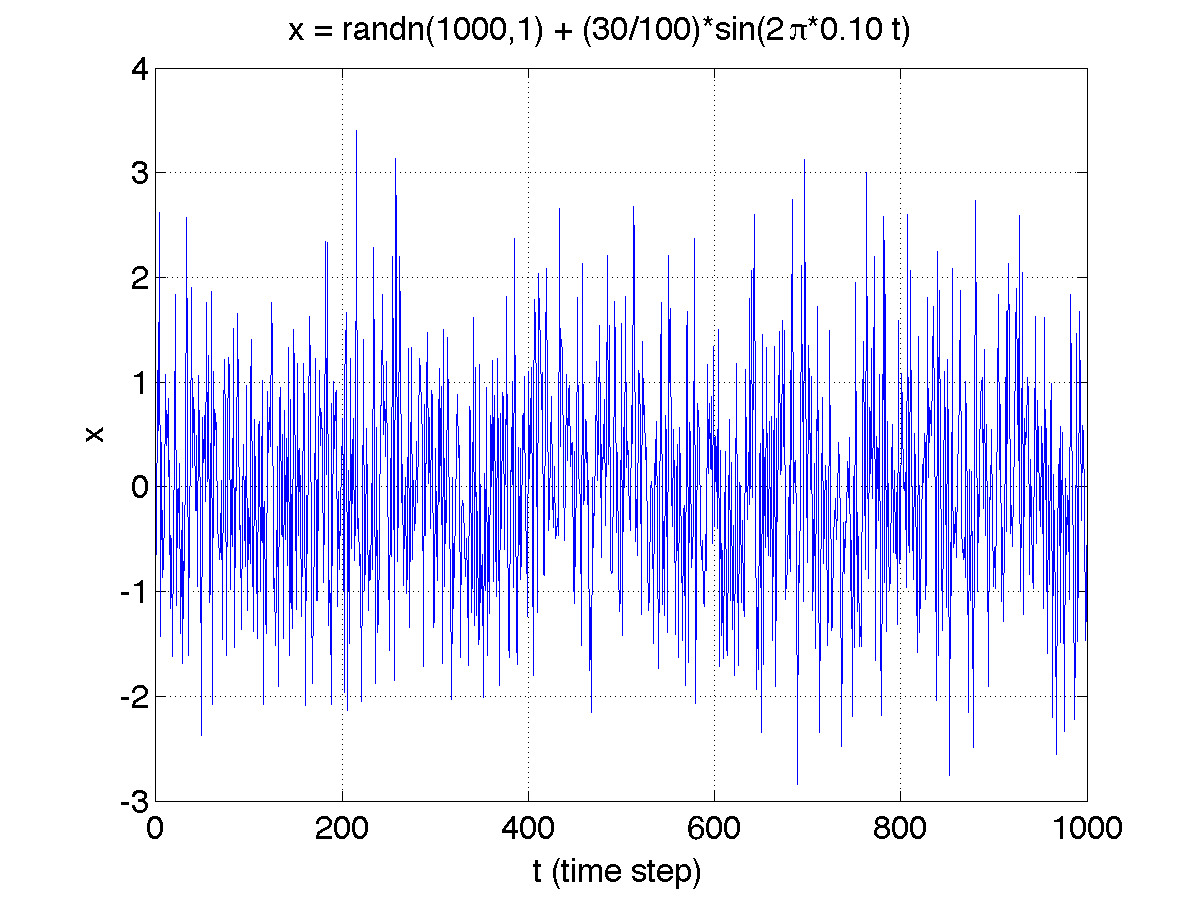 x = randn(1000,1) + (30/100)*sin(2π*0.10 t)
4
3
2
1
0
-1
-2
-3
x
0 200 400 600 800 1000
t (time step)